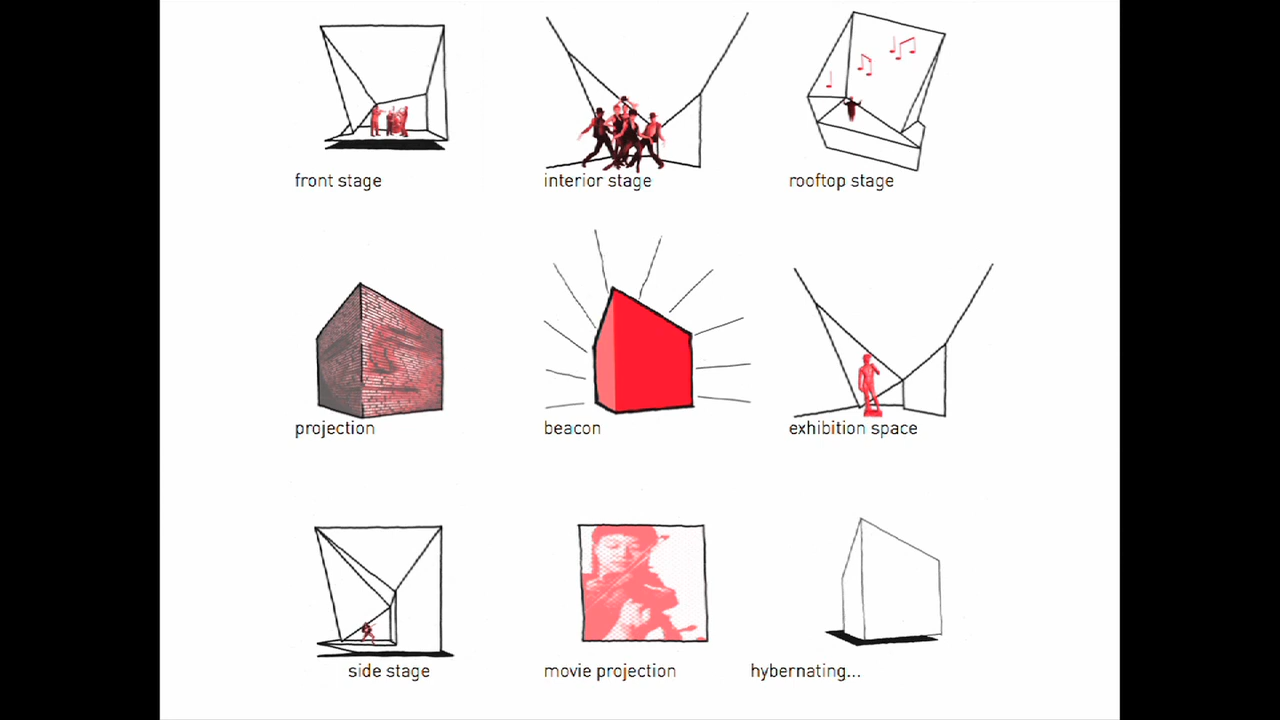 front stage
interior stage
rooftop stage
projection
beacon
exhibition space
side stage
movie projection
hybernating...